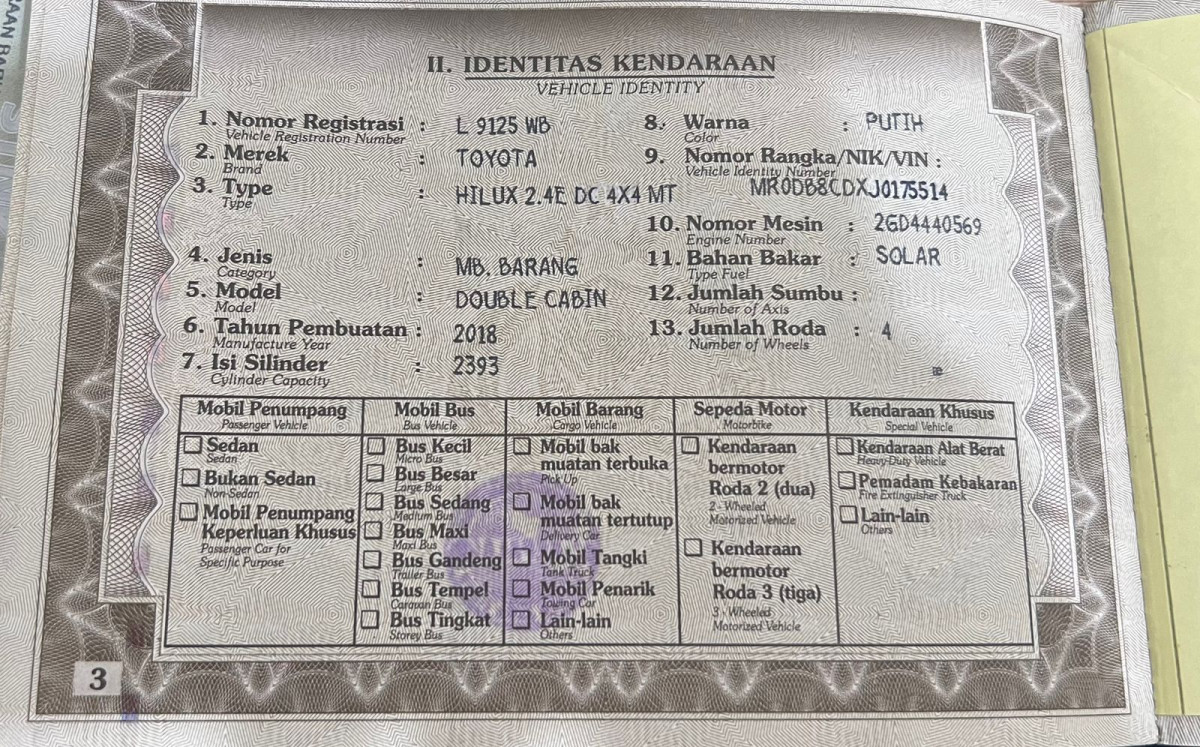 II. IDENTITAS KENDARAAN
VEHICLE IDENTITY
1. Nomor Registrasi : L 9125 WB
Vehicle Registration Number
2. Merek : TOYOTA
Brand
3. Type : HILUX 2.4E DC 4X4 MT
Type
4. Jenis : MB. BARANG
Category
5. Model : DOUBLE CABIN
Model
6. Tahun Pembuatan : 2018
Manufacture Year
7. Isi Silinder : 2393
Cylinder Capacity
8. Warna : PUTIH
Color
9. Nomor Rangka/NIK/VIN :
Vehicle Identity Number
MR0DB8CDXJ0175514
10. Nomor Mesin : 2GD4440569
Engine Number
11. Bahan Bakar : SOLAR
Type Fuel
12. Jumlah Sumbu :
Number of Axis
13. Jumlah Roda : 4
Number of Wheels
Mobil Penumpang
Passenger Vehicle
Sedan
Sedan
Bukan Sedan
Non-Sedan
Mobil Penumpang
Keperluan Khusus
Passenger Car for
Specific Purpose
Mobil Bus
Bus Vehicle
Bus Kecil
Micro Bus
Bus Besar
Large Bus
Bus Sedang
Medium Bus
Bus Maxi
Maxi Bus
Bus Gandeng
Trailer Bus
Bus Tempel
Caravan Bus
Bus Tingkat
Storey Bus
Mobil Barang
Cargo Vehicle
Mobil bak
muatan terbuka
Pick Up
Mobil bak
muatan tertutup
Delivery Car
Mobil Tangki
Tank Truck
Mobil Penarik
Towing Car
Lain-lain
Others
Sepeda Motor
Motorbike
Kendaraan
bermotor
Roda 2 (dua)
2 - Wheeled
Motorized Vehicle
Kendaraan
bermotor
Roda 3 (tiga)
3 - Wheeled
Motorized Vehicle
Kendaraan Khusus
Special Vehicle
Kendaraan Alat Berat
Heavy-Duty Vehicle
Pemadam Kebakaran
Fire Extinguisher Truck
Lain-lain
Others
3